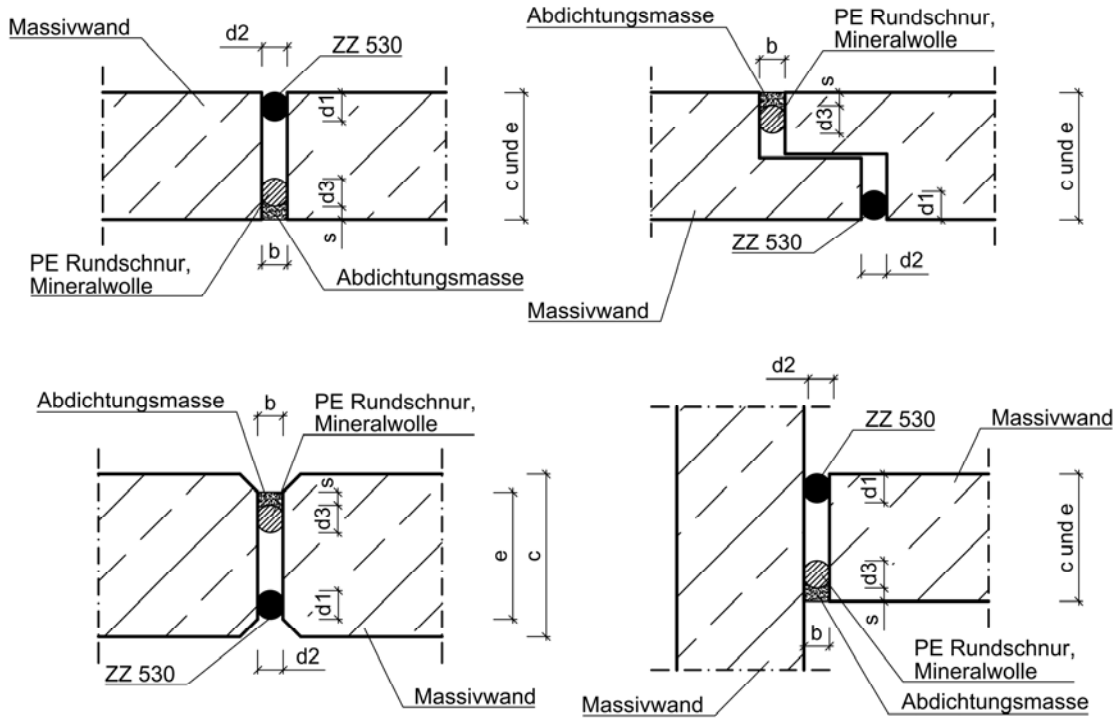 Massivwand
d2
ZZ 530
d1
d3
s
b
c und e
PE Rundschnur,
Mineralwolle
Abdichtungsmasse
Abdichtungsmasse
b
PE Rundschnur,
Mineralwolle
s
d3
d1
c und e
ZZ 530
d2
Massivwand
Abdichtungsmasse
b
PE Rundschnur,
Mineralwolle
s
d3
d1
e
c
ZZ 530
d2
Massivwand
d2
ZZ 530
Massivwand
d1
d3
s
b
c und e
PE Rundschnur,
Mineralwolle
Massivwand
Abdichtungsmasse